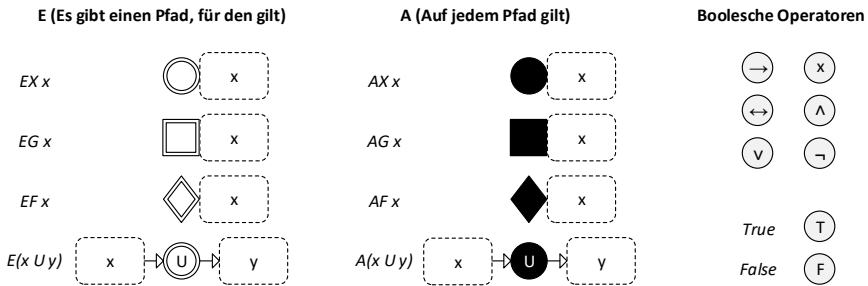 E (Es gibt einen Pfad, für den gilt)
A (Auf jedem Pfad gilt)
Boolesche Operatoren
EX x
x
AX x
x
→
x
EG x
x
AG x
x
↔
∧
∨
¬
EF x
x
AF x
x
True
T
E(x U y)
x
U
y
A(x U y)
x
U
y
False
F